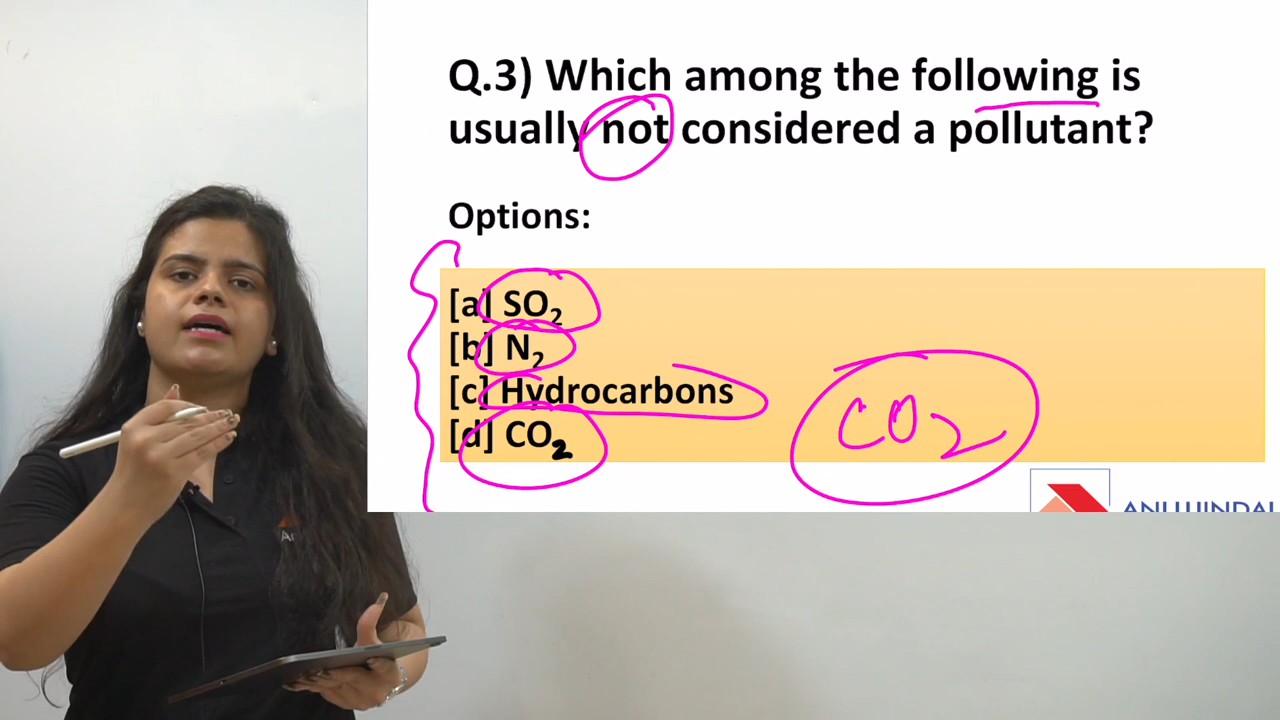 Q.3) Which among the following is
usually not considered a pollutant?
Options:
[a] SO₂
[b] N₂
[c] Hydrocarbons
[d] CO₂
CO₂